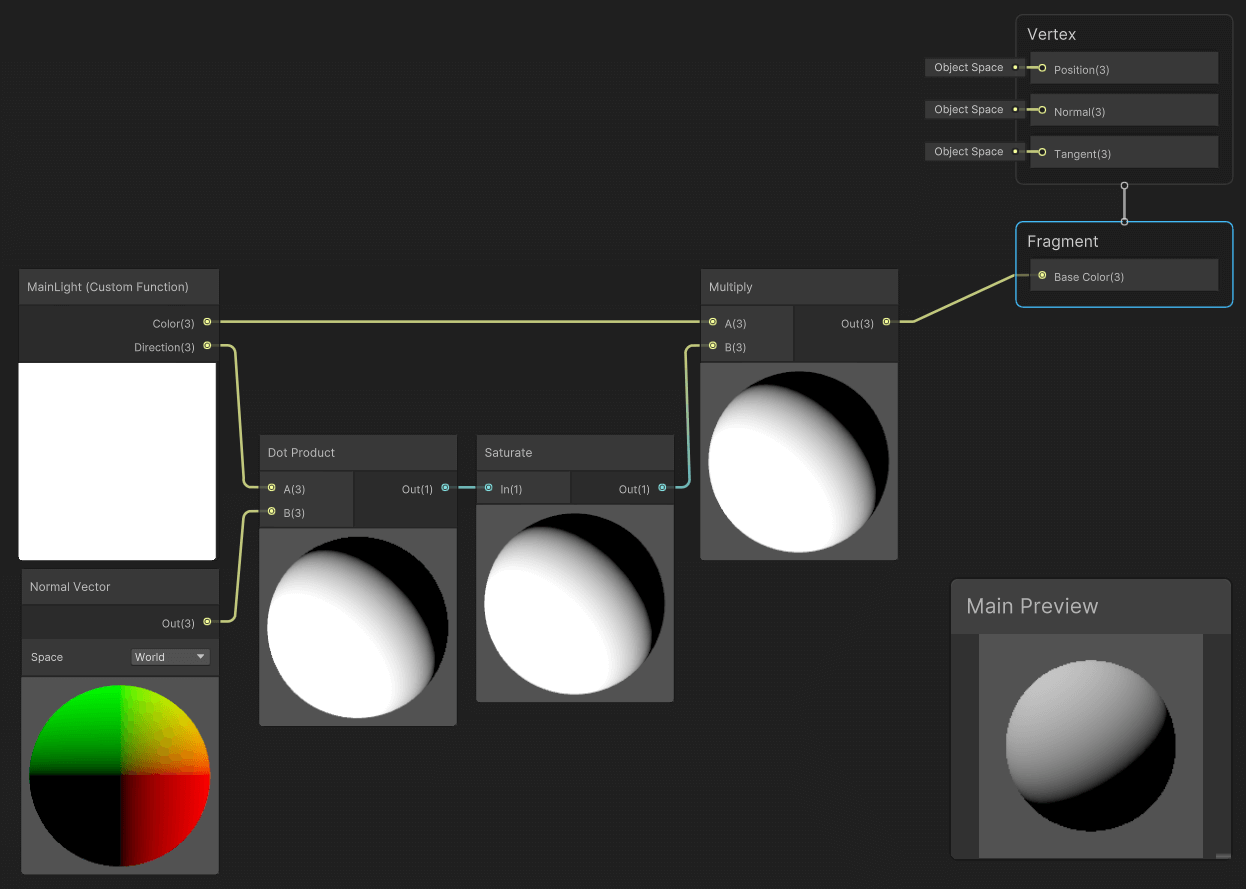 Vertex
Object Space
Position(3)
Object Space
Normal(3)
Object Space
Tangent(3)
Fragment
Base Color(3)
MainLight (Custom Function)
Color(3)
Direction(3)
Multiply
A(3)
Out(3)
B(3)
Dot Product
A(3)
Out(1)
B(3)
Saturate
In(1)
Out(1)
Normal Vector
Out(3)
Space
World
Main Preview